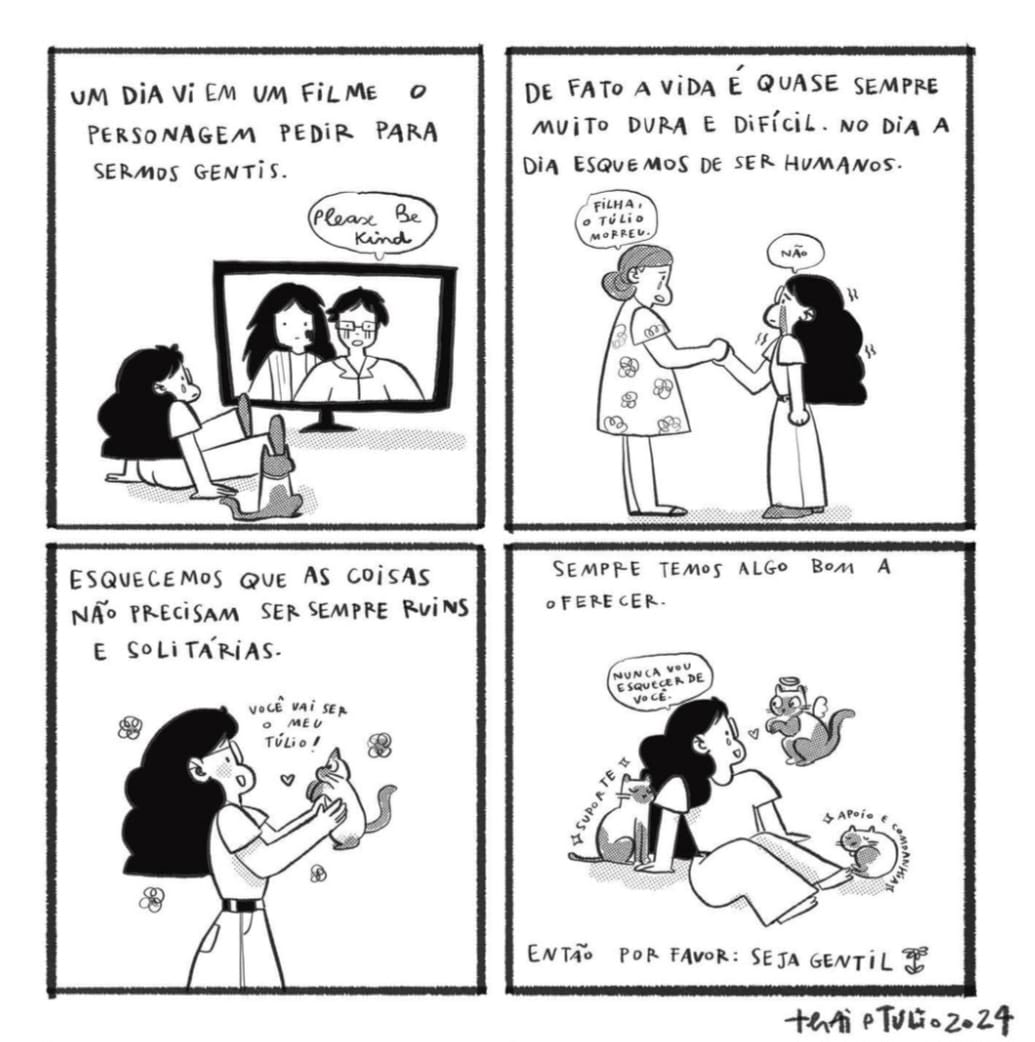 UM DIA VI EM UM FILME O
PERSONAGEM PEDIR PARA
SERMOS GENTIS.
Please Be
Kind
DE FATO A VIDA É QUASE SEMPRE
MUITO DURA E DIFÍCIL. NO DIA A
DIA ESQUEMOS DE SER HUMANOS.
FILHA,
O TÚLIO
MORREU.
NÃO
ESQUECEMOS QUE AS COISAS
NÃO PRECISAM SER SEMPRE RUINS
E SOLITÁRIAS.
VOCÊ VAI SER
O MEU
TÚLIO!
SEMPRE TEMOS ALGO BOM A
OFERECER.
NUNCA VOU
ESQUECER DE
VOCÊ.
SUPORTE
APOIO E COMPANHIA
ENTÃO POR FAVOR: SEJA GENTIL
TULIO 2024